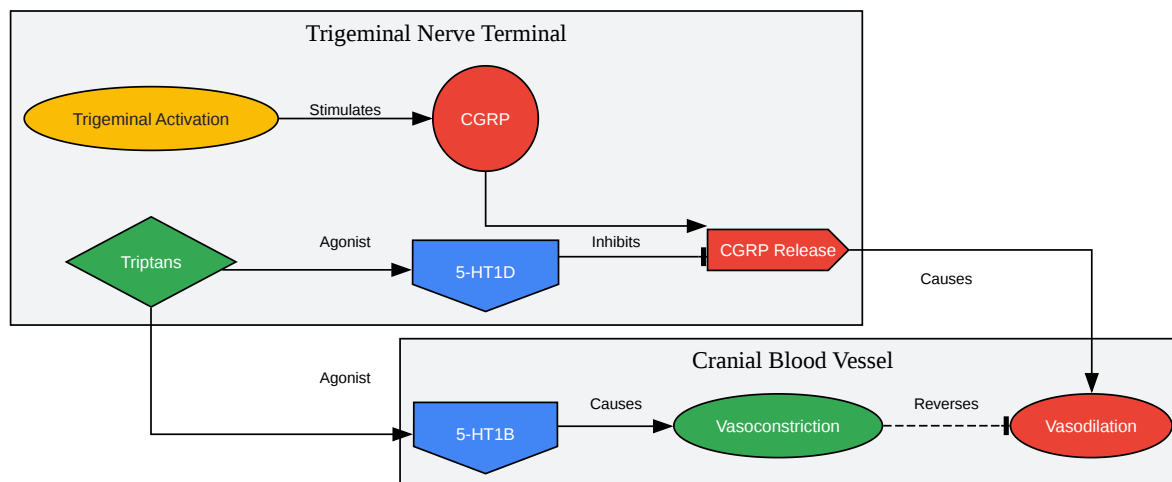 Trigeminal Nerve Terminal
Trigeminal Activation
Stimulates
CGRP
Triptans
Agonist
5-HT1D
Inhibits
CGRP Release
Causes
Agonist
Cranial Blood Vessel
5-HT1B
Causes
Vasoconstriction
Reverses
Vasodilation